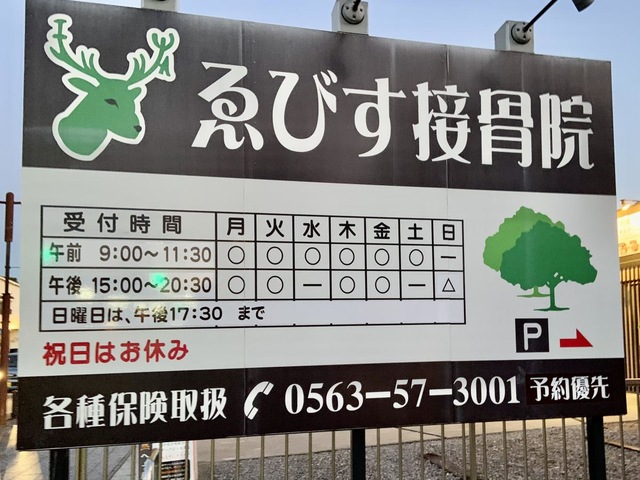 ゑびす接骨院
受付時間 月 火 水 木 金 土 日
午前 9:00〜11:30 ○ ○ ○ ○ ○ ○ ー
午後 15:00〜20:30 ○ ○ ー ○ ○ ー △
日曜日は、午後17:30 まで
祝日はお休み
P
各種保険取扱 0563ー57ー3001 予約優先